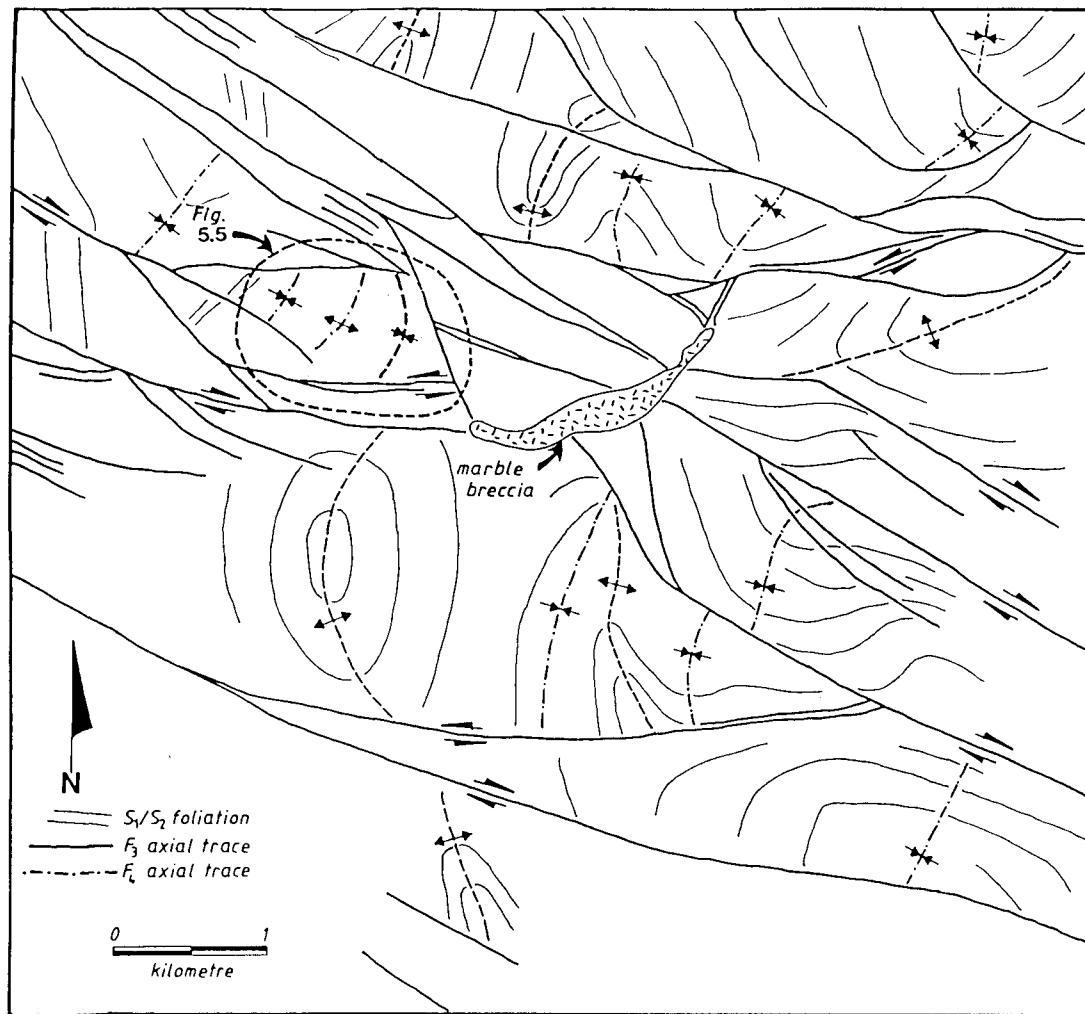 Fig.
5.5
marble
breccia
N
S₁/S₂ foliation
F₃ axial trace
F₄ axial trace
0 1
kilometre